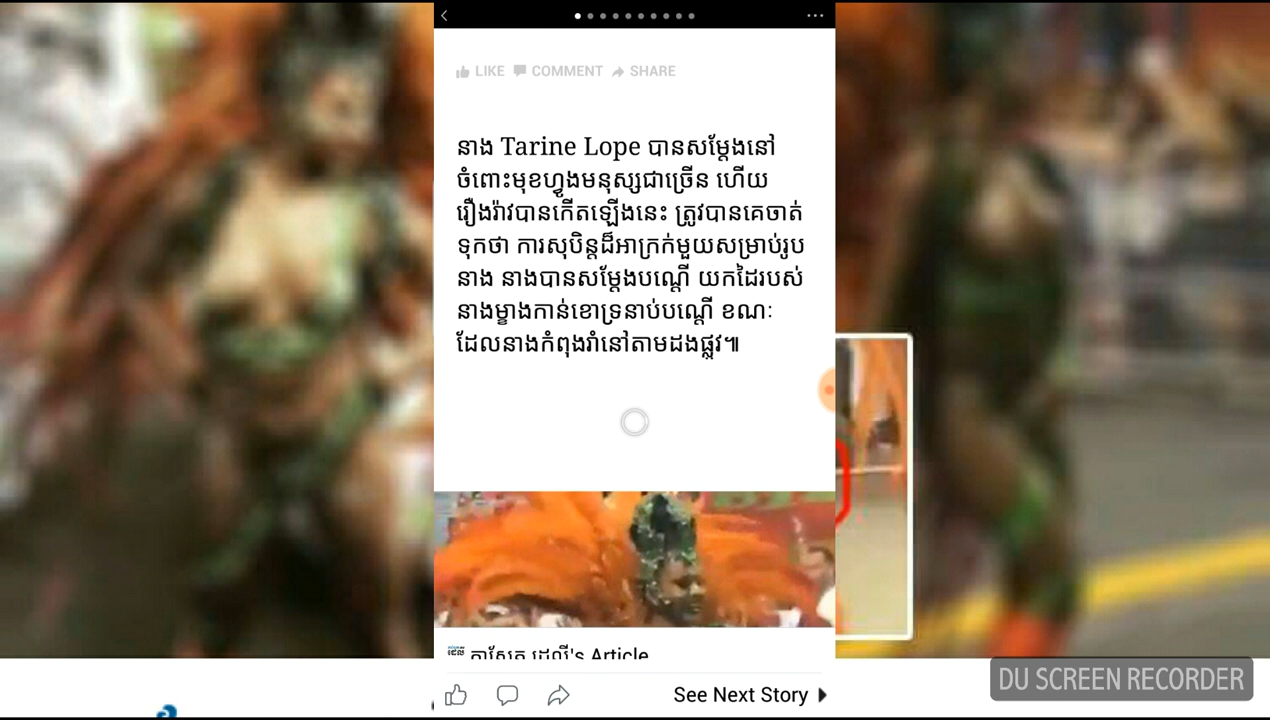 LIKE COMMENT SHARE
នាង Tarine Lope បានសម្តែងនៅ
ចំពោះមុខហ្វូងមនុស្សជាច្រើន ហើយ
រឿងរ៉ាវបានកើតឡើងនេះ ត្រូវបានគេចាត់
ទុកថា ការសុបិន្តដ៏អាក្រក់មួយសម្រាប់រូប
នាង នាងបានសម្តែងបណ្តើ យកដៃរបស់
នាងម្ខាងកាន់ខោទ្រនាប់បណ្តើ ខណៈ
ដែលនាងកំពុងរាំនៅតាមដងផ្លូវ៕
កាសែត ដេលី's Article
See Next Story
DU SCREEN RECORDER